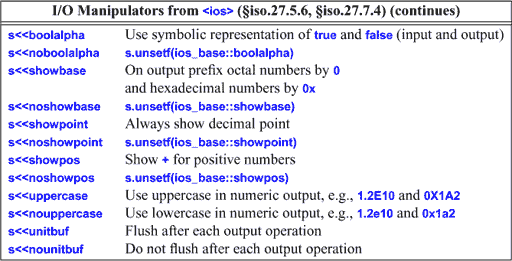 I/O Manipulators from <ios> (§iso.27.5.6, §iso.27.7.4) (continues)
s<<boolalpha Use symbolic representation of true and false (input and output)
s<<noboolalpha s.unsetf(ios_base::boolalpha)
s<<showbase On output prefix octal numbers by 0
and hexadecimal numbers by 0x
s<<noshowbase s.unsetf(ios_base::showbase)
s<<showpoint Always show decimal point
s<<noshowpoint s.unsetf(ios_base::showpoint)
s<<showpos Show + for positive numbers
s<<noshowpos s.unsetf(ios_base::showpos)
s<<uppercase Use uppercase in numeric output, e.g., 1.2E10 and 0X1A2
s<<nouppercase Use lowercase in numeric output, e.g., 1.2e10 and 0x1a2
s<<unitbuf Flush after each output operation
s<<nounitbuf Do not flush after each output operation